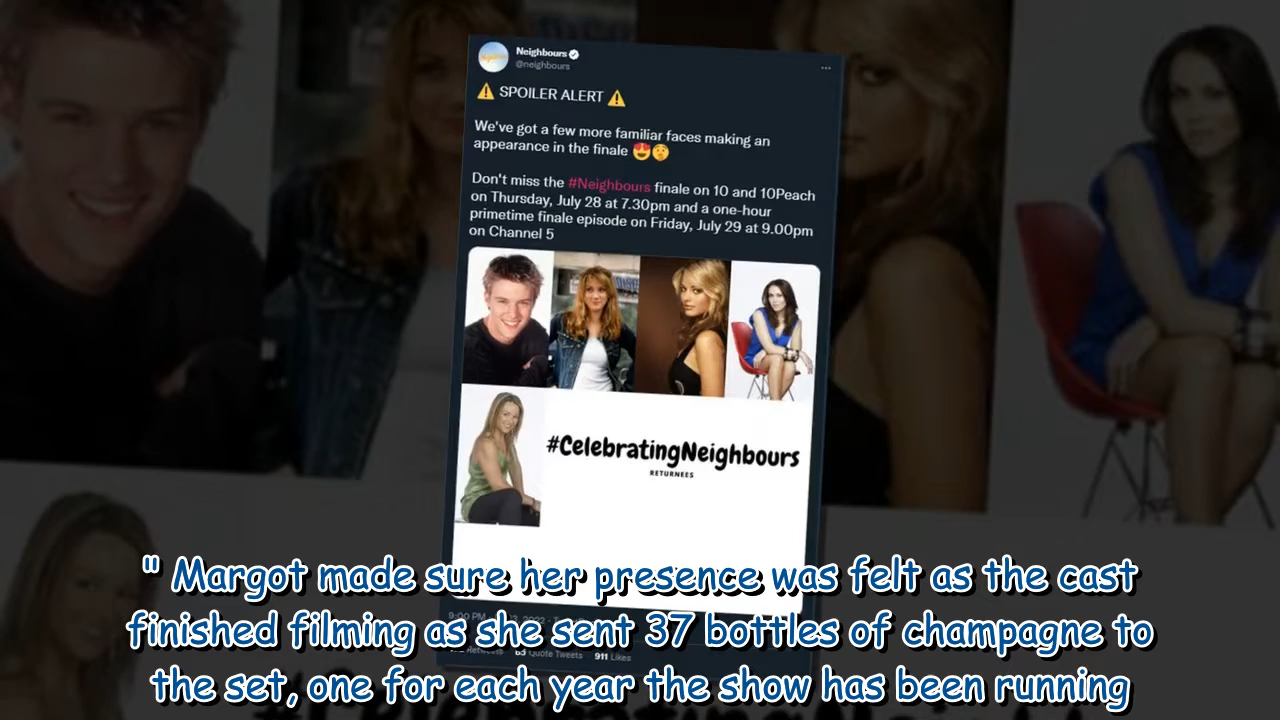 Neighbours
@neighbours
⚠️ SPOILER ALERT ⚠️
We've got a few more familiar faces making an
appearance in the finale 😍🤫
Don't miss the #Neighbours finale on 10 and 10Peach
on Thursday, July 28 at 7.30pm and a one-hour
primetime finale episode on Friday, July 29 at 9.00pm
on Channel 5
#CelebratingNeighbours
RETURNEES
" Margot made sure her presence was felt as the cast
9:00 PM
finished filming as she sent 37 bottles of champagne to
Retweets Quote Tweets 911 Likes
the set, one for each year the show has been running